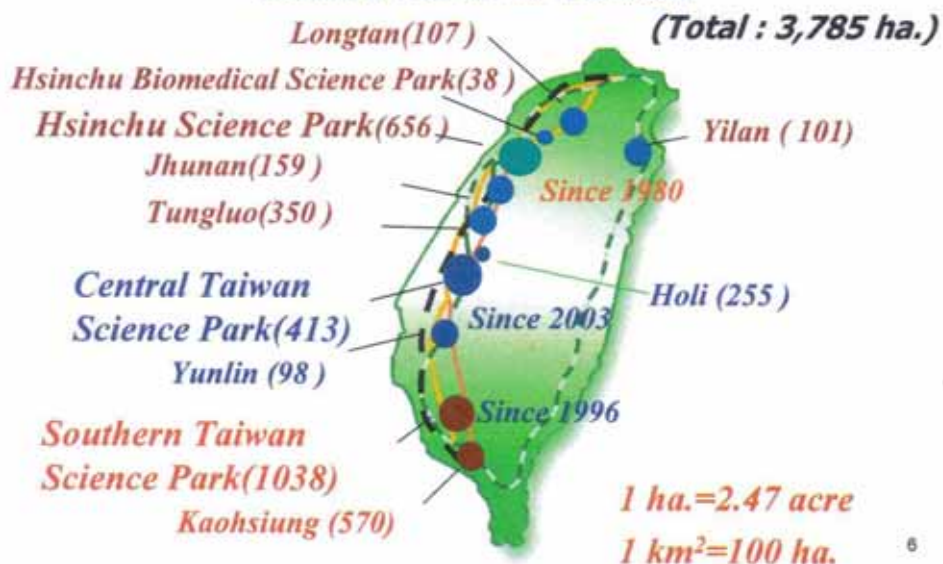 (Total : 3,785 ha.)
Longtan(107 )
Hsinchu Biomedical Science Park(38 )
Hsinchu Science Park(656 )
Yilan ( 101)
Jhunan(159 )
Since 1980
Tungluo(350 )
Central Taiwan
Science Park(413)
Holi (255 )
Since 2003
Yunlin (98 )
Since 1996
Southern Taiwan
Science Park(1038)
Kaohsiung (570)
1 ha.=2.47 acre
1 km²=100 ha.
6